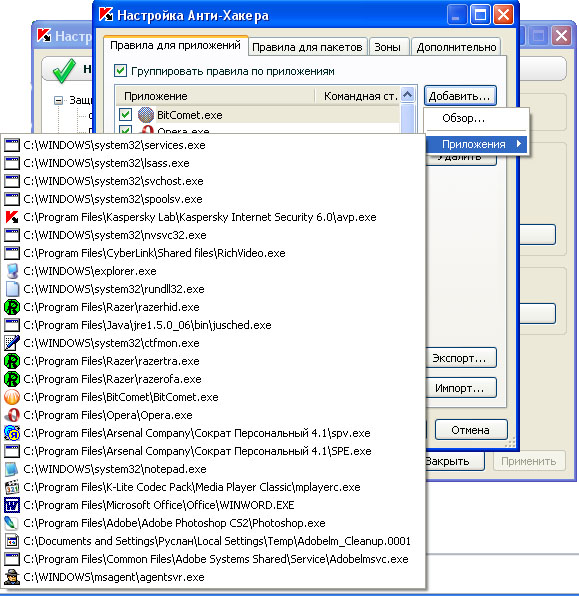 Настройка Анти-Хакера
Правила для приложений
Правила для пакетов
Зоны
Дополнительно
Группировать правила по приложениям
Приложение
Командная ст.
Добавить...
BitComet.exe
Opera.exe
Обзор...
Приложения
Удалить
C:\WINDOWS\system32\services.exe
C:\WINDOWS\system32\lsass.exe
C:\WINDOWS\system32\svchost.exe
C:\WINDOWS\system32\spoolsv.exe
C:\Program Files\Kaspersky Lab\Kaspersky Internet Security 6.0\avp.exe
C:\WINDOWS\system32\nvsvc32.exe
C:\Program Files\CyberLink\Shared files\RichVideo.exe
C:\WINDOWS\explorer.exe
C:\WINDOWS\system32\rundll32.exe
C:\Program Files\Razer\razerhid.exe
C:\Program Files\Java\jre1.5.0_06\bin\jusched.exe
C:\WINDOWS\system32\ctfmon.exe
C:\Program Files\Razer\razertra.exe
C:\Program Files\Razer\razerofa.exe
C:\Program Files\BitComet\BitComet.exe
C:\Program Files\Opera\Opera.exe
C:\Program Files\Arsenal Company\Сократ Персональный 4.1\spv.exe
C:\Program Files\Arsenal Company\Сократ Персональный 4.1\SPE.exe
C:\WINDOWS\system32\notepad.exe
C:\Program Files\K-Lite Codec Pack\Media Player Classic\mplayerc.exe
C:\Program Files\Microsoft Office\Office\WINWORD.EXE
C:\Program Files\Adobe\Adobe Photoshop CS2\Photoshop.exe
C:\Documents and Settings\Руслан\Local Settings\Temp\Adobelm_Cleanup.0001
C:\Program Files\Common Files\Adobe Systems Shared\Service\Adobelmsvc.exe
C:\WINDOWS\msagent\agentsvr.exe
Экспорт...
Импорт...
Отмена
Закрыть
Применить